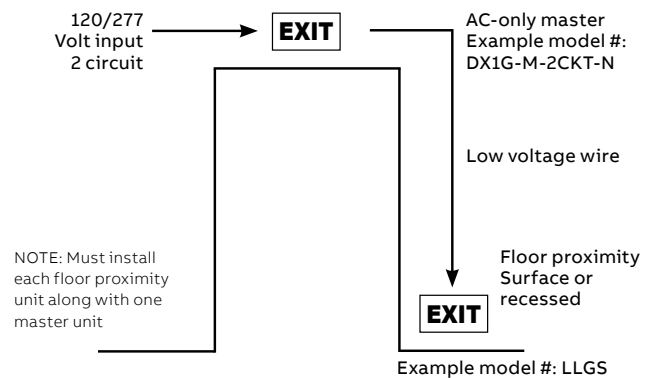 120/277
Volt input
2 circuit
EXIT
AC-only master
Example model #:
DX1G-M-2CKT-N
Low voltage wire
NOTE: Must install
each floor proximity
unit along with one
master unit
Floor proximity
Surface or
recessed
EXIT
Example model #: LLGS